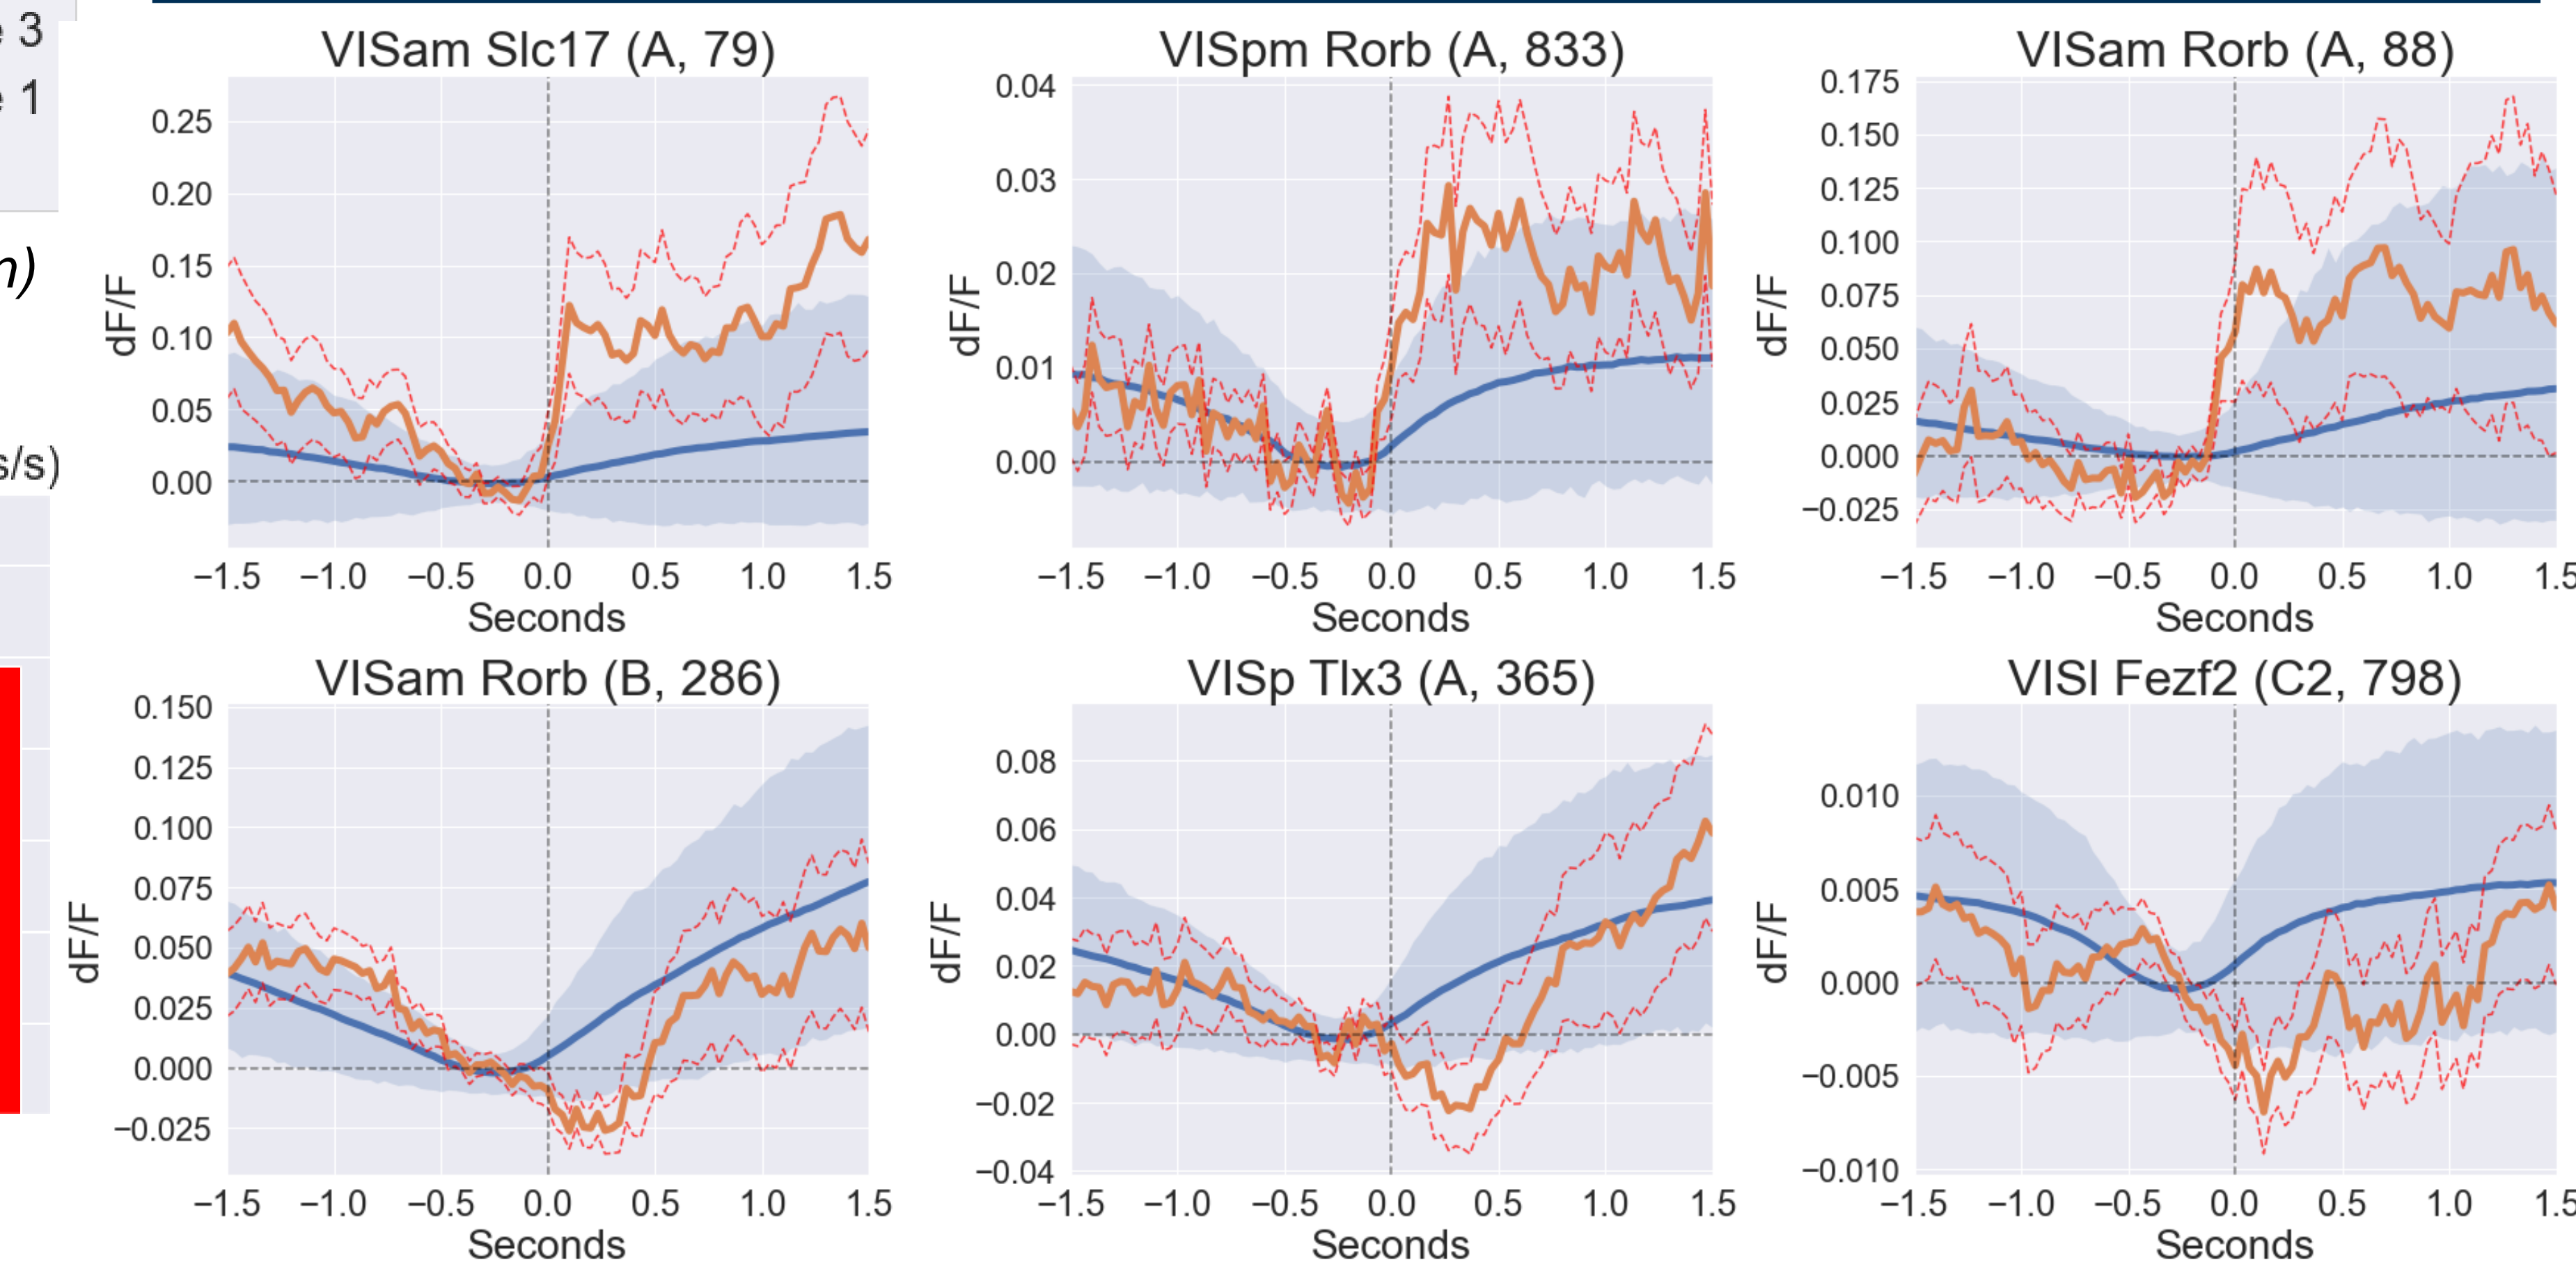 e 3
e 1
n)
s/s)
VISam Slc17 (A, 79)
0.25
0.20
0.15
0.10
0.05
0.00
dF/F
−1.5 −1.0 −0.5 0.0 0.5 1.0 1.5
Seconds
VISpm Rorb (A, 833)
0.04
0.03
0.02
0.01
0.00
dF/F
−1.5 −1.0 −0.5 0.0 0.5 1.0 1.5
Seconds
VISam Rorb (A, 88)
0.175
0.150
0.125
0.100
0.075
0.050
0.025
0.000
−0.025
dF/F
−1.5 −1.0 −0.5 0.0 0.5 1.0 1.5
Seconds
VISam Rorb (B, 286)
0.150
0.125
0.100
0.075
0.050
0.025
0.000
−0.025
dF/F
−1.5 −1.0 −0.5 0.0 0.5 1.0 1.5
Seconds
VISp Tlx3 (A, 365)
0.08
0.06
0.04
0.02
0.00
−0.02
−0.04
dF/F
−1.5 −1.0 −0.5 0.0 0.5 1.0 1.5
Seconds
VISl Fezf2 (C2, 798)
0.010
0.005
0.000
−0.005
−0.010
dF/F
−1.5 −1.0 −0.5 0.0 0.5 1.0 1.5
Seconds